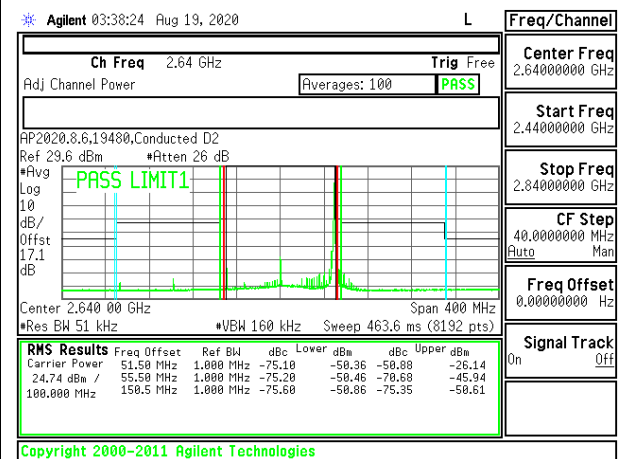 Agilent 03:38:24 Aug 19, 2020 L
Freq/Channel
Ch Freq 2.64 GHz Trig Free
Adj Channel Power Averages: 100 PASS
AP2020.8.6,19480,Conducted D2
Ref 29.6 dBm #Atten 26 dB
#Avg
Log
10
dB/
Offst
17.1
dB
PASS LIMIT1
Center 2.640 00 GHz Span 400 MHz
#Res BW 51 kHz #VBW 160 kHz Sweep 463.6 ms (8192 pts)
RMS Results Freq Offset Ref BW dBc Lower dBm dBc Upper dBm
Carrier Power 51.50 MHz 1.000 MHz -75.10 -50.36 -50.88 -26.14
24.74 dBm / 55.50 MHz 1.000 MHz -75.20 -50.46 -70.68 -45.94
100.000 MHz 150.5 MHz 1.000 MHz -75.60 -50.86 -75.35 -50.61
Center Freq
2.64000000 GHz
Start Freq
2.44000000 GHz
Stop Freq
2.84000000 GHz
CF Step
40.0000000 MHz
Auto Man
Freq Offset
0.00000000 Hz
Signal Track
On Off
Copyright 2000-2011 Agilent Technologies